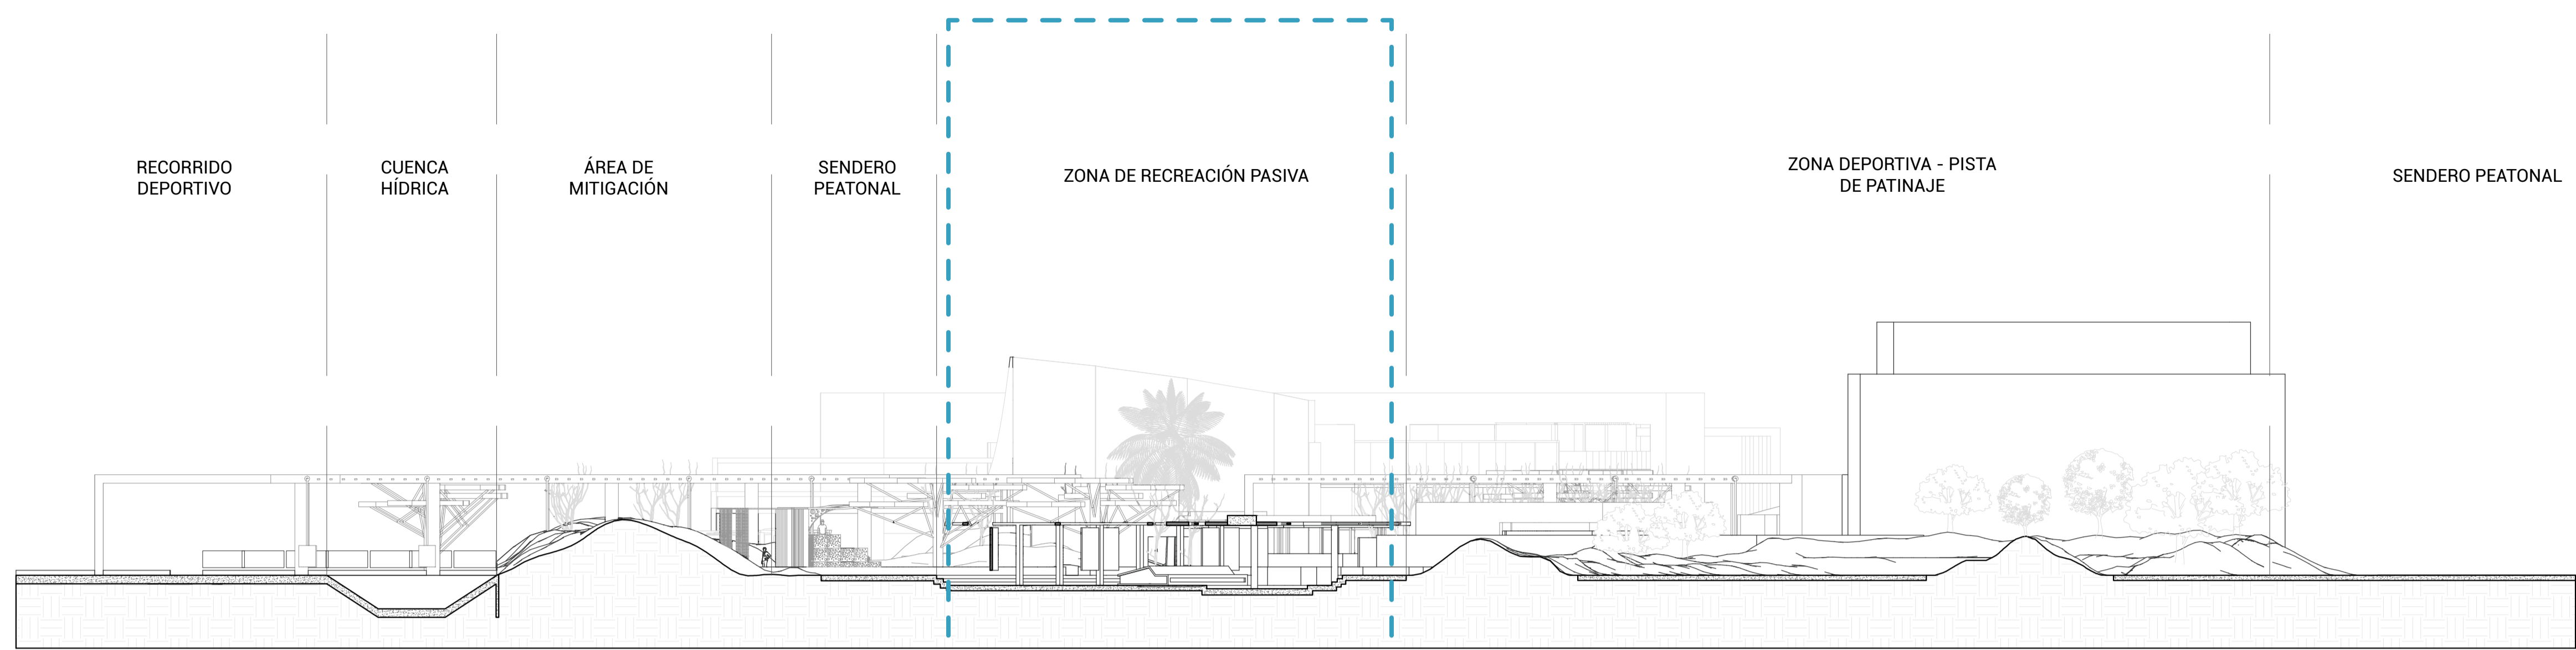 RECORRIDO
DEPORTIVO
CUENCA
HÍDRICA
ÁREA DE
MITIGACIÓN
SENDERO
PEATONAL
ZONA DE RECREACIÓN PASIVA
ZONA DEPORTIVA - PISTA
DE PATINAJE
SENDERO PEATONAL